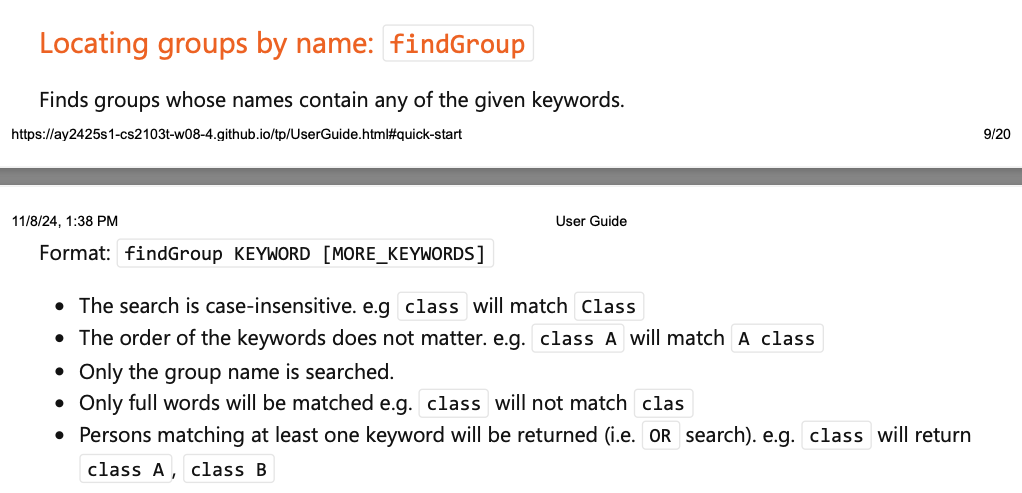 Locating groups by name: findGroup
Finds groups whose names contain any of the given keywords.
https://ay2425s1-cs2103t-w08-4.github.io/tp/UserGuide.html#quick-start 9/20
11/8/24, 1:38 PM User Guide
Format: findGroup KEYWORD [MORE_KEYWORDS]
• The search is case-insensitive. e.g class will match Class
• The order of the keywords does not matter. e.g. class A will match A class
• Only the group name is searched.
• Only full words will be matched e.g. class will not match clas
• Persons matching at least one keyword will be returned (i.e. OR search). e.g. class will return
class A, class B